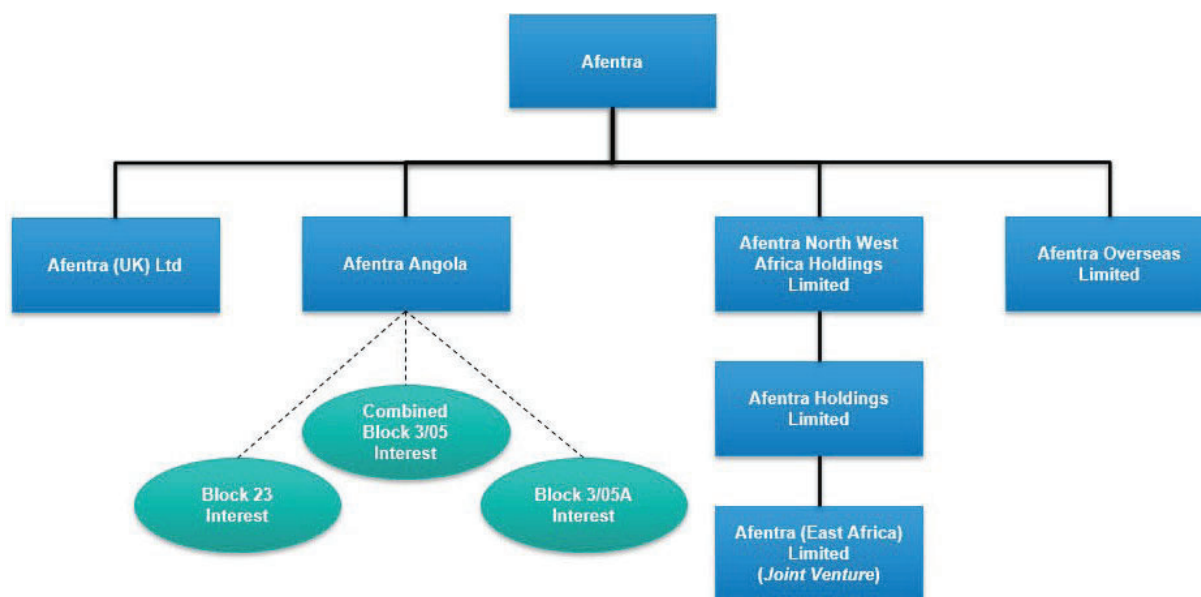 Afentra
Afentra (UK) Ltd
Afentra Angola
Afentra North West
Africa Holdings
Limited
Afentra Overseas
Limited
Combined
Block 3/05
Interest
Block 23
Interest
Block 3/05A
Interest
Afentra Holdings
Limited
Afentra (East Africa)
Limited
(Joint Venture)